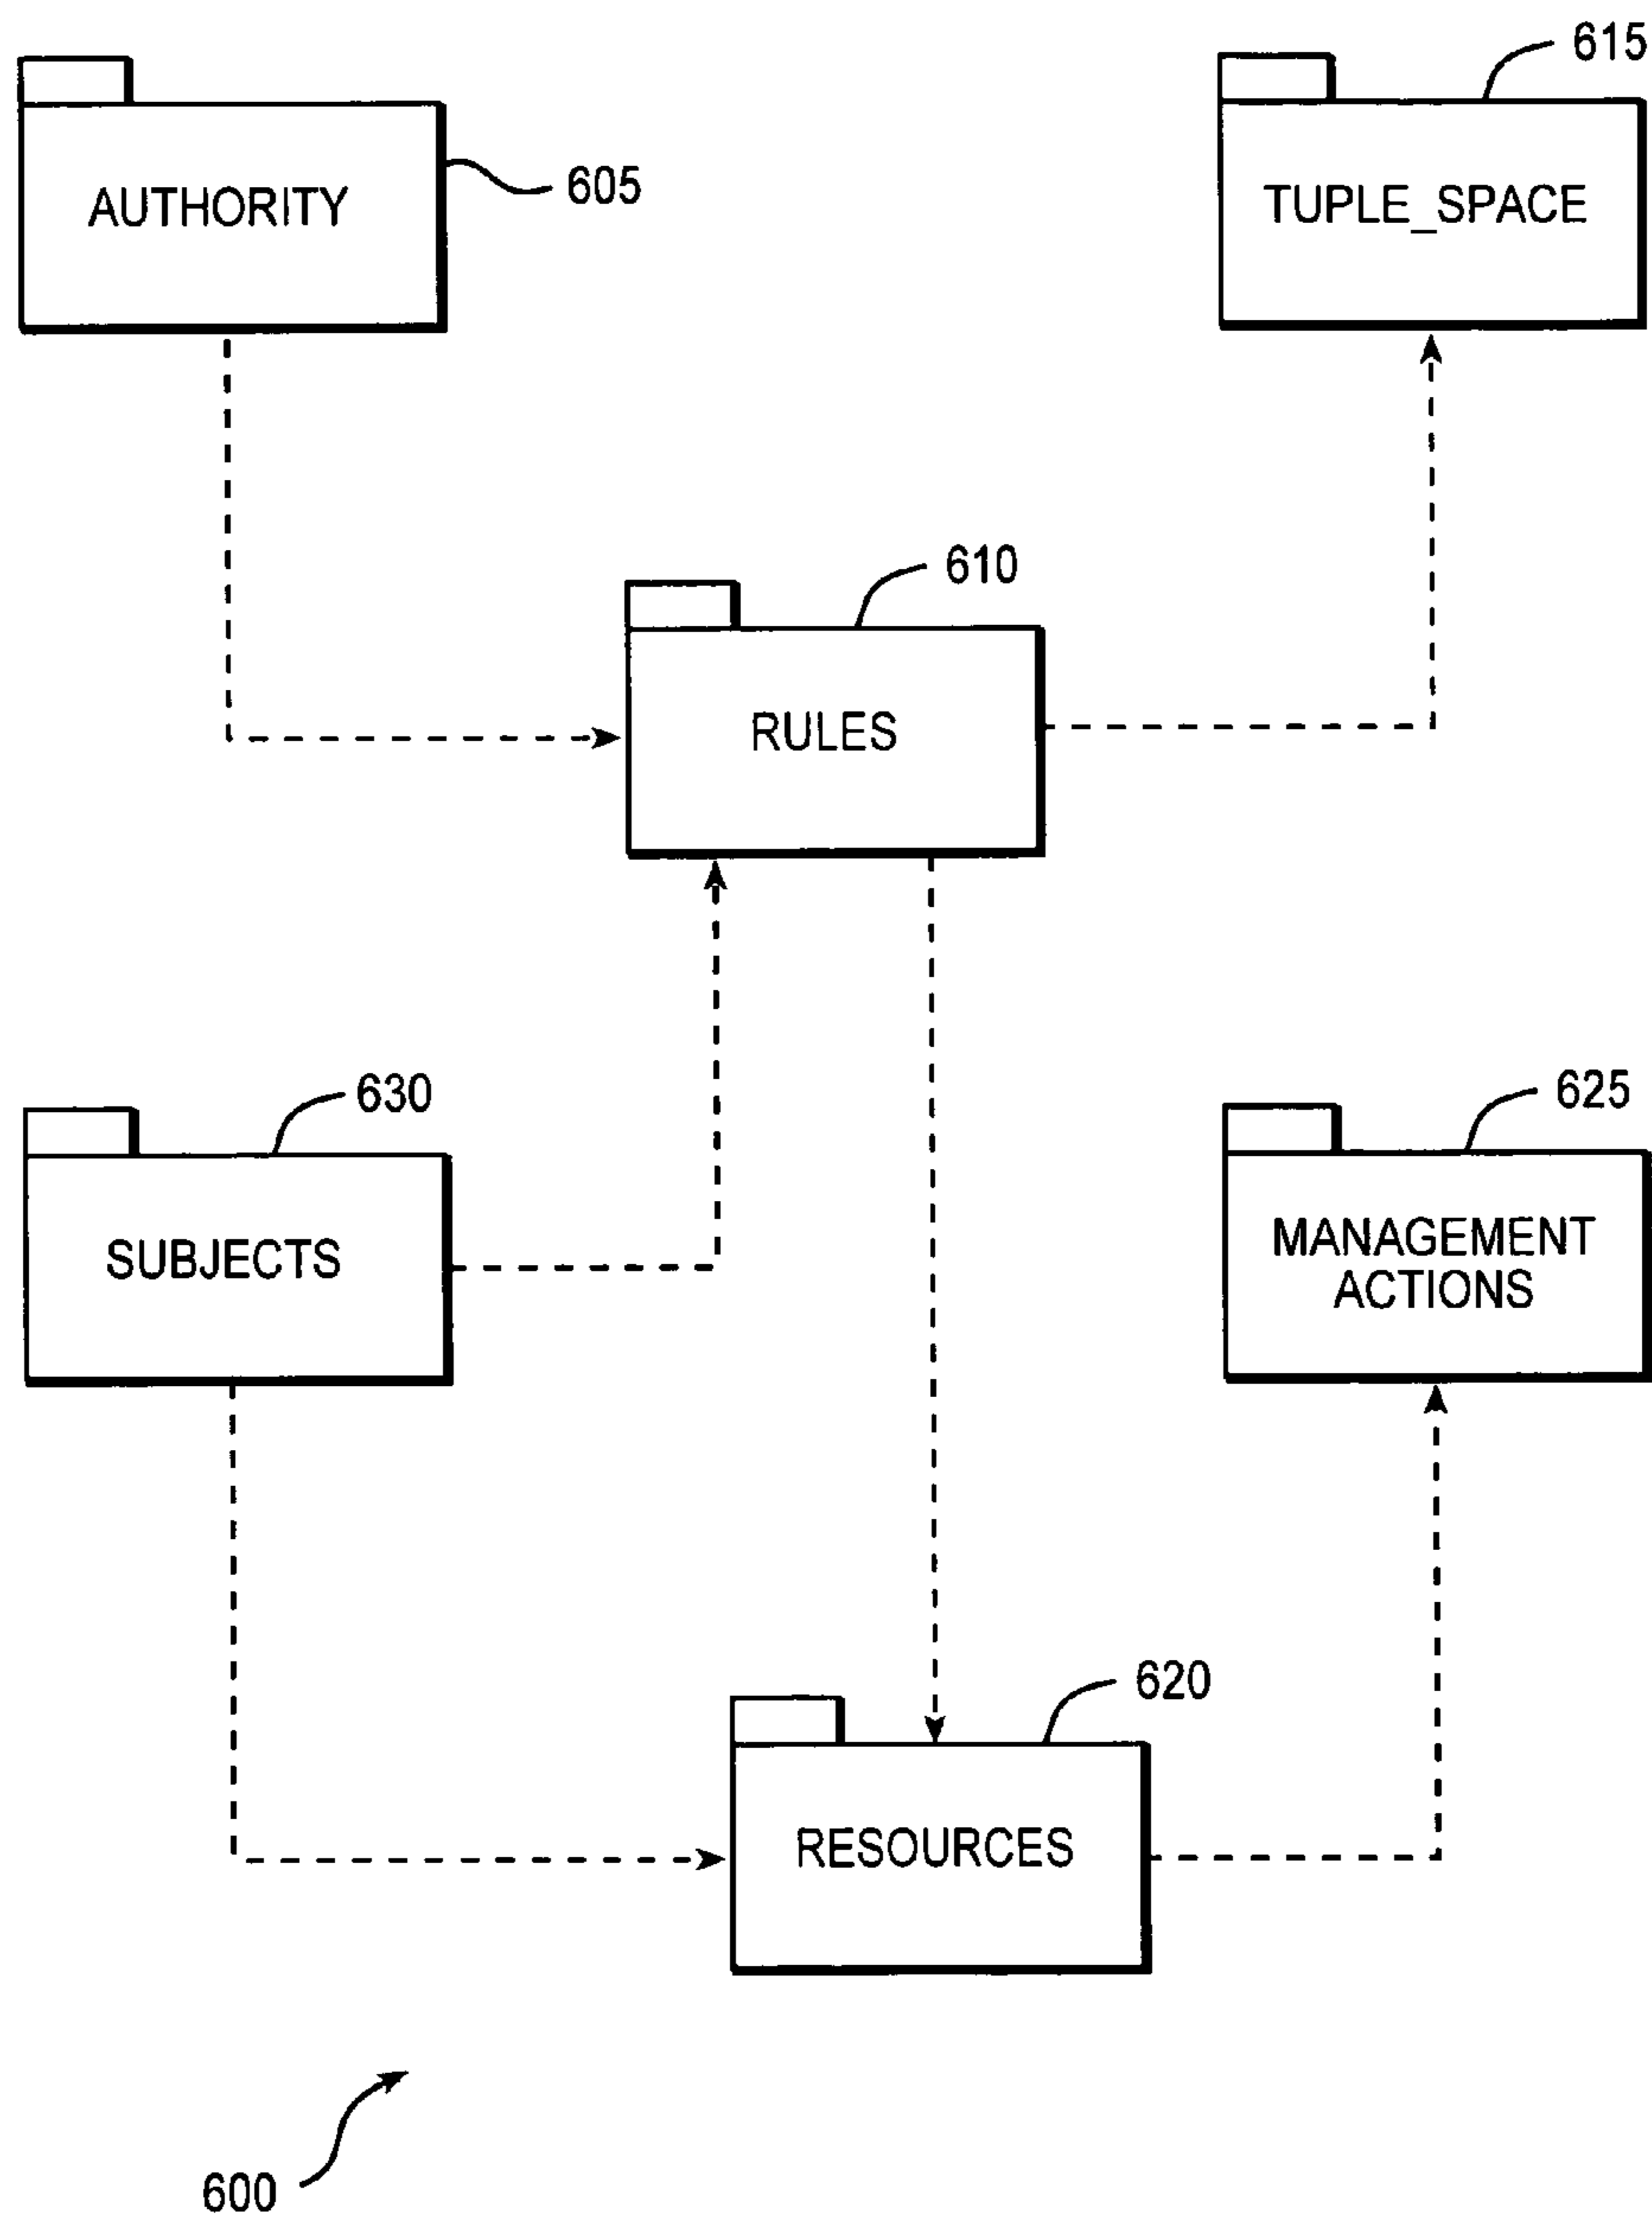 615
AUTHORITY
605
TUPLE_SPACE
610
RULES
630
625
SUBJECTS
MANAGEMENT
ACTIONS
620
RESOURCES
600